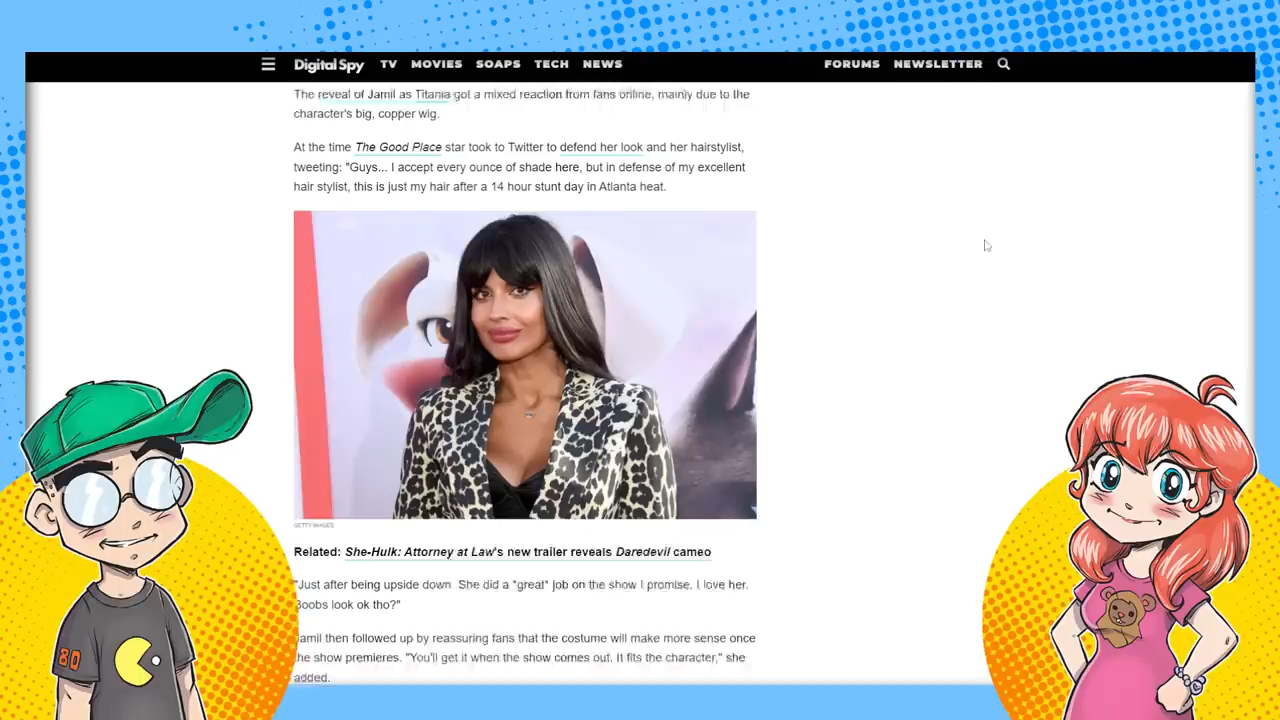 Digital Spy TV MOVIES SOAPS TECH NEWS FORUMS NEWSLETTER
The reveal of Jamil as Titania got a mixed reaction from fans online, mainly due to the
character's big, copper wig.
At the time The Good Place star took to Twitter to defend her look and her hairstylist,
tweeting: "Guys... I accept every ounce of shade here, but in defense of my excellent
hair stylist, this is just my hair after a 14 hour stunt day in Atlanta heat.
GETTY IMAGES
Related: She-Hulk: Attorney at Law's new trailer reveals Daredevil cameo
"Just after being upside down. She did a "great" job on the show I promise. I love her.
Boobs look ok tho?"
Jamil then followed up by reassuring fans that the costume will make more sense once
the show premieres. "You'll get it when the show comes out. It fits the character," she
added.
80